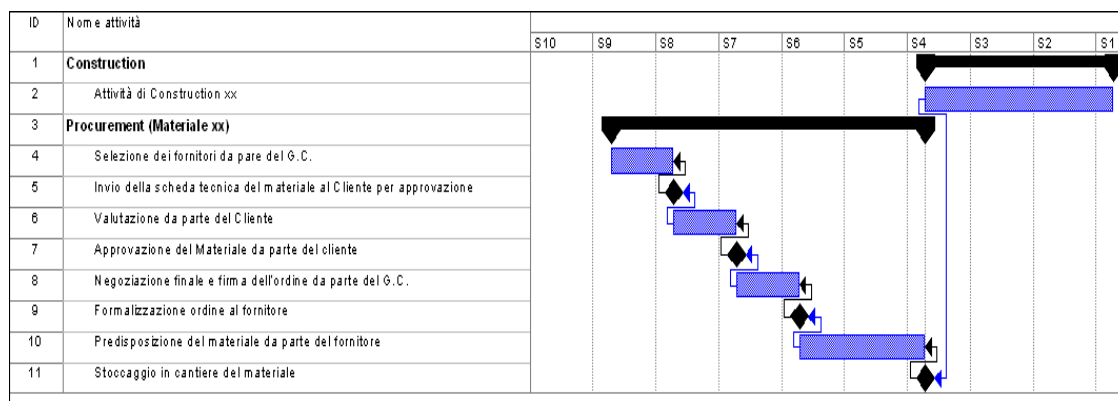 ID Nome attività
S10 S9 S8 S7 S6 S5 S4 S3 S2 S1
1 Construction
2 Attività di Construction xx
3 Procurement (Materiale xx)
4 Selezione dei fornitori da pare del G.C.
5 Invio della scheda tecnica del materiale al Cliente per approvazione
6 Valutazione da parte del Cliente
7 Approvazione del Materiale da parte del cliente
8 Negoziazione finale e firma dell'ordine da parte del G.C.
9 Formalizzazione ordine al fornitore
10 Predisposizione del materiale da parte del fornitore
11 Stoccaggio in cantiere del materiale